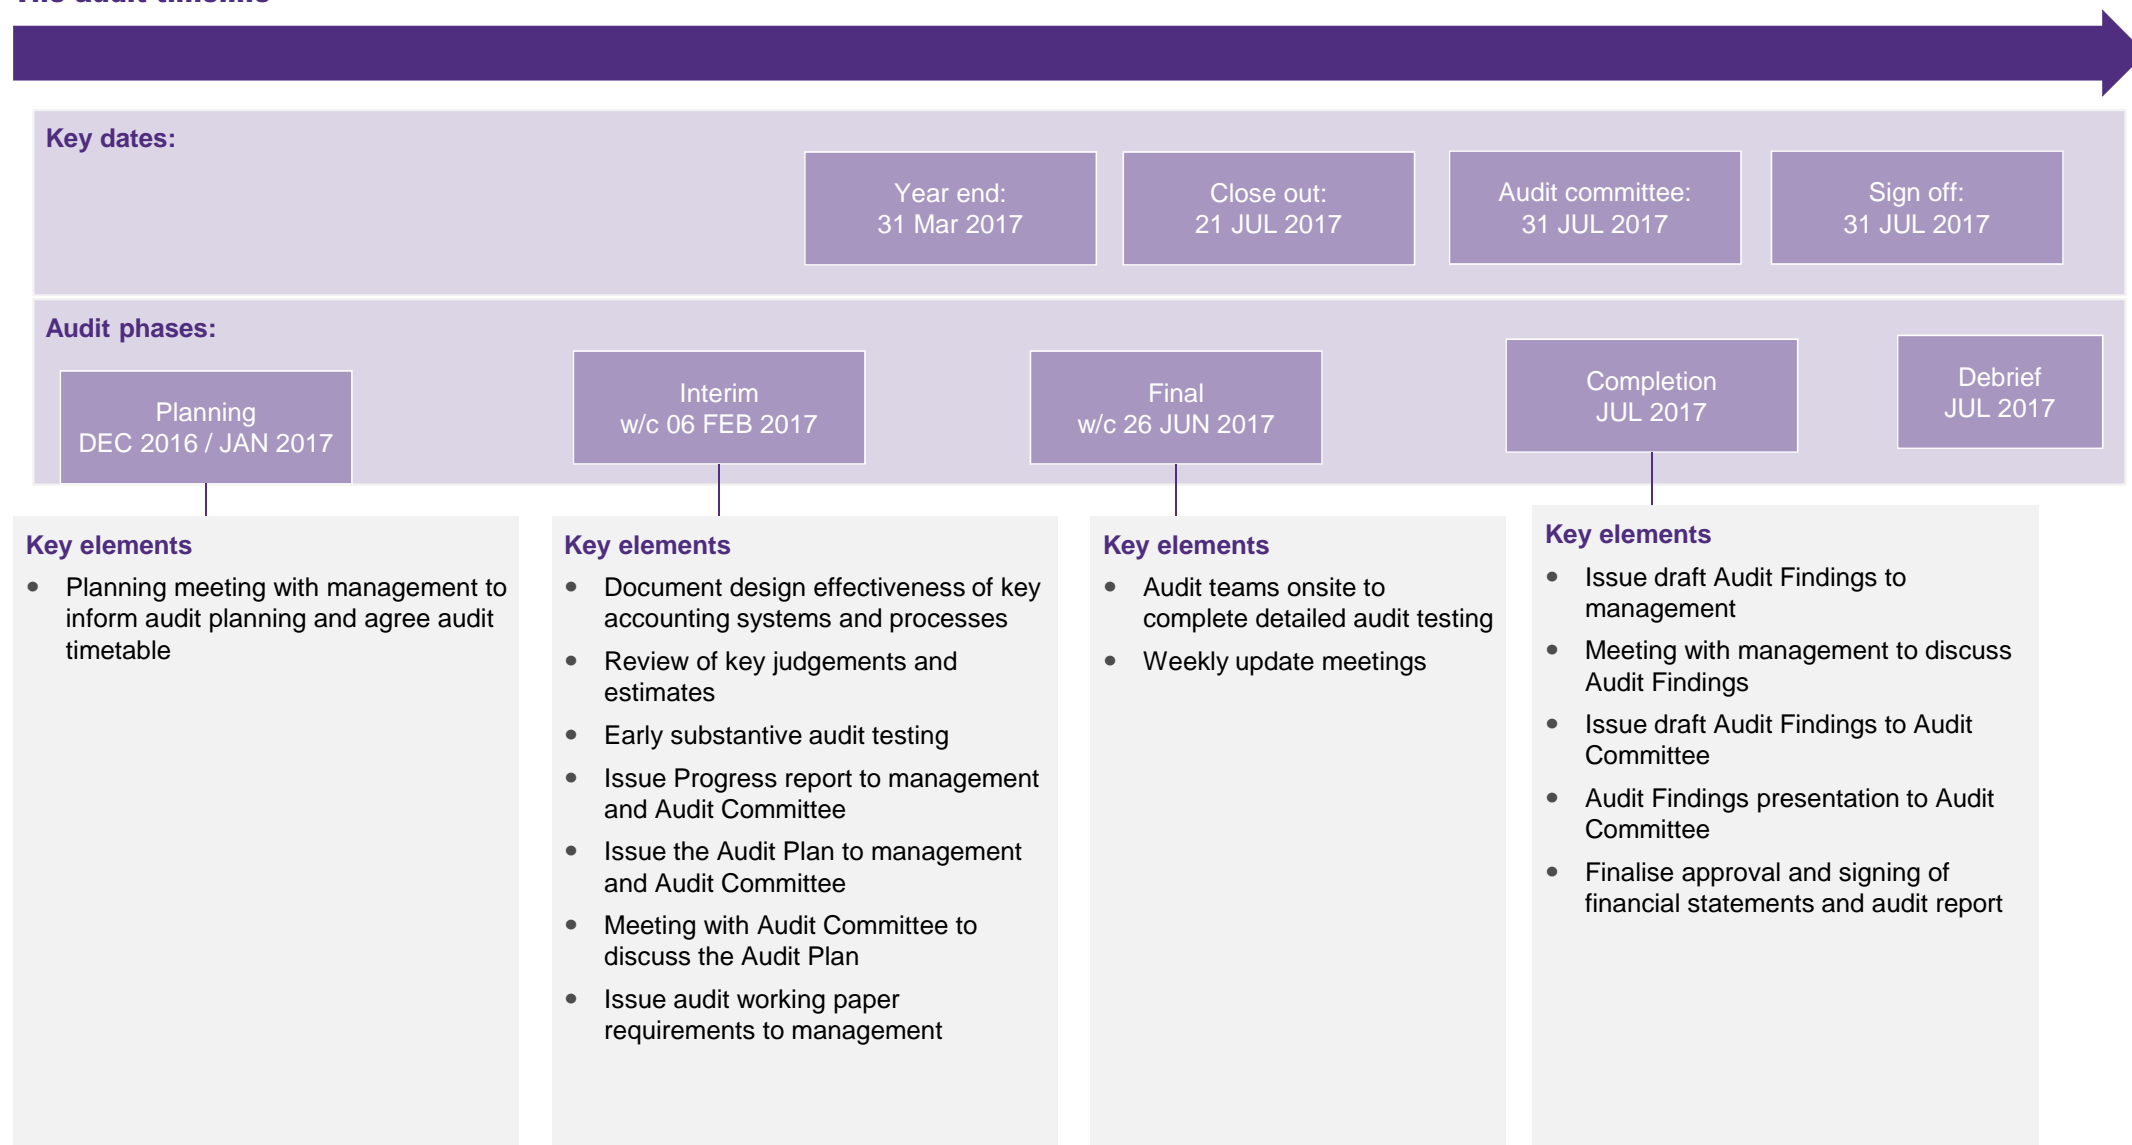 The audit timeline
Key dates:
Year end:
31 Mar 2017
Close out:
21 JUL 2017
Audit committee:
31 JUL 2017
Sign off:
31 JUL 2017
Audit phases:
Planning
DEC 2016 / JAN 2017
Interim
w/c 06 FEB 2017
Final
w/c 26 JUN 2017
Completion
JUL 2017
Debrief
JUL 2017
Key elements
• Planning meeting with management to
inform audit planning and agree audit
timetable
Key elements
• Document design effectiveness of key
accounting systems and processes
• Review of key judgements and
estimates
• Early substantive audit testing
• Issue Progress report to management
and Audit Committee
• Issue the Audit Plan to management
and Audit Committee
• Meeting with Audit Committee to
discuss the Audit Plan
• Issue audit working paper
requirements to management
Key elements
• Audit teams onsite to
complete detailed audit testing
• Weekly update meetings
Key elements
• Issue draft Audit Findings to
management
• Meeting with management to discuss
Audit Findings
• Issue draft Audit Findings to Audit
Committee
• Audit Findings presentation to Audit
Committee
• Finalise approval and signing of
financial statements and audit report